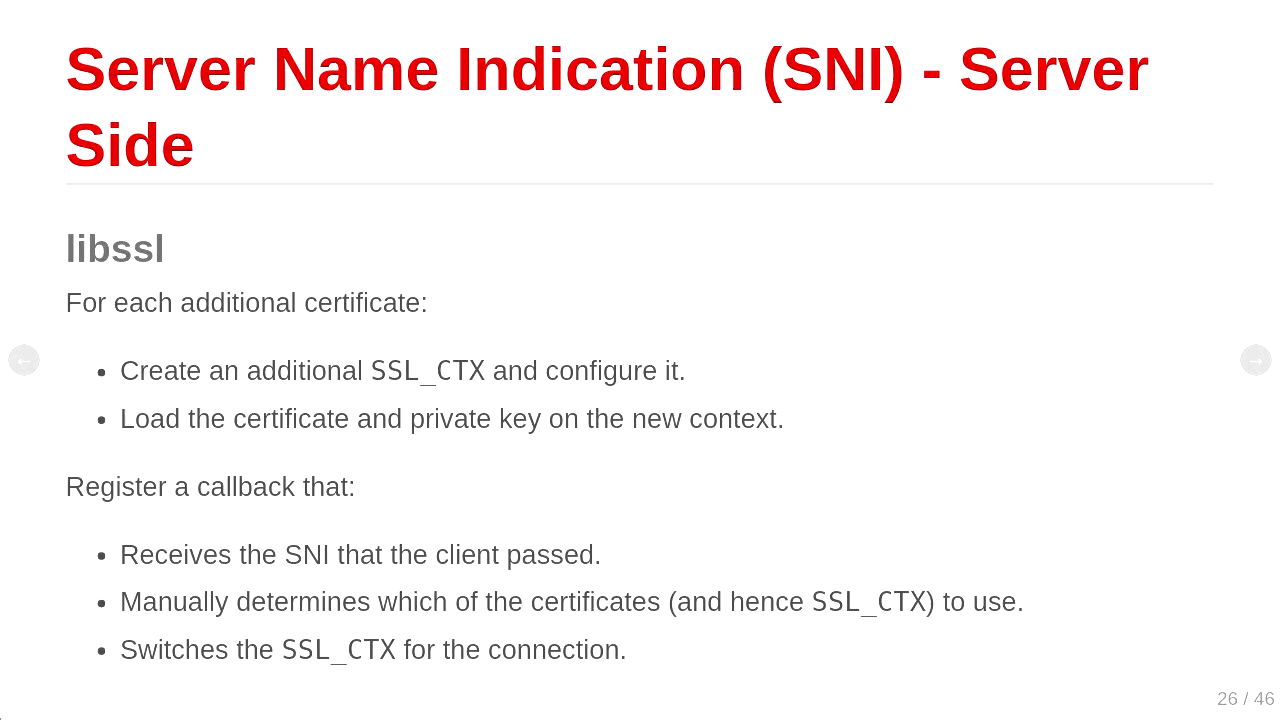 Server Name Indication (SNI) - Server
Side
libssl
For each additional certificate:
• Create an additional SSL_CTX and configure it.
• Load the certificate and private key on the new context.
Register a callback that:
• Receives the SNI that the client passed.
• Manually determines which of the certificates (and hence SSL_CTX) to use.
• Switches the SSL_CTX for the connection.
26 / 46